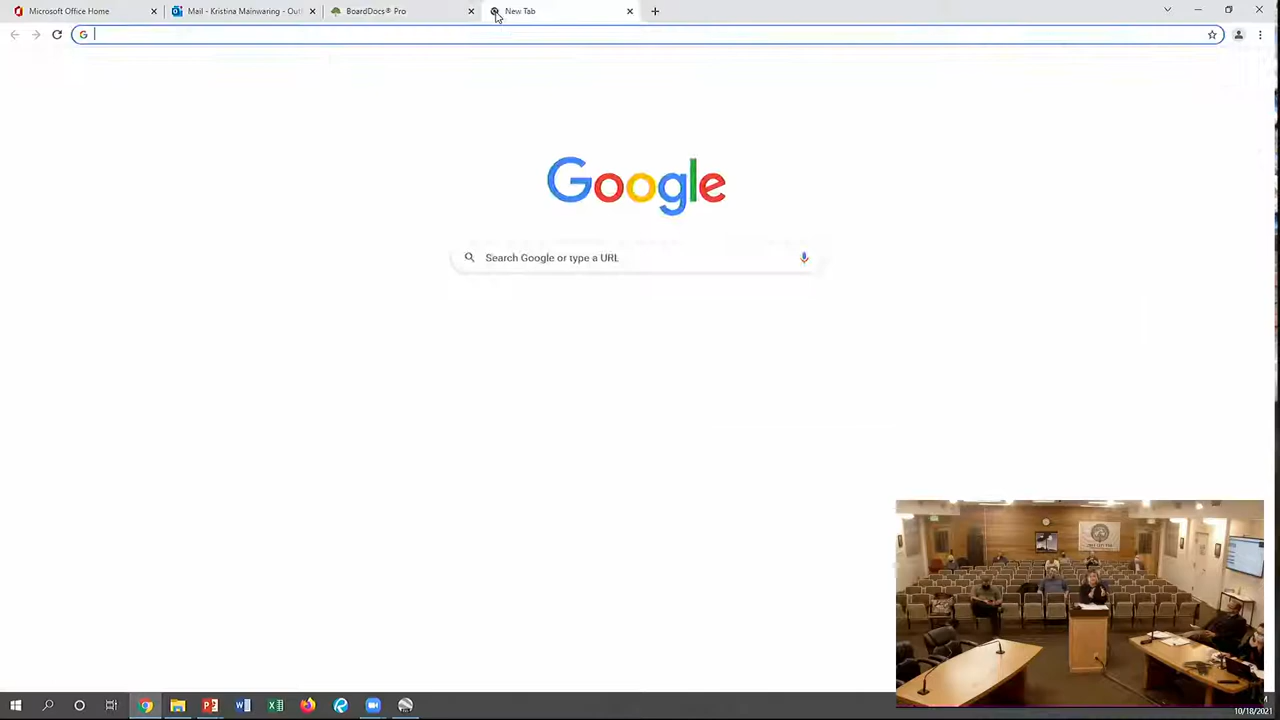 Microsoft Office Home
Mail - Kristina Mainwaring - Out
BoardDocs® Pro
New Tab
Google
Search Google or type a URL
10/18/2021